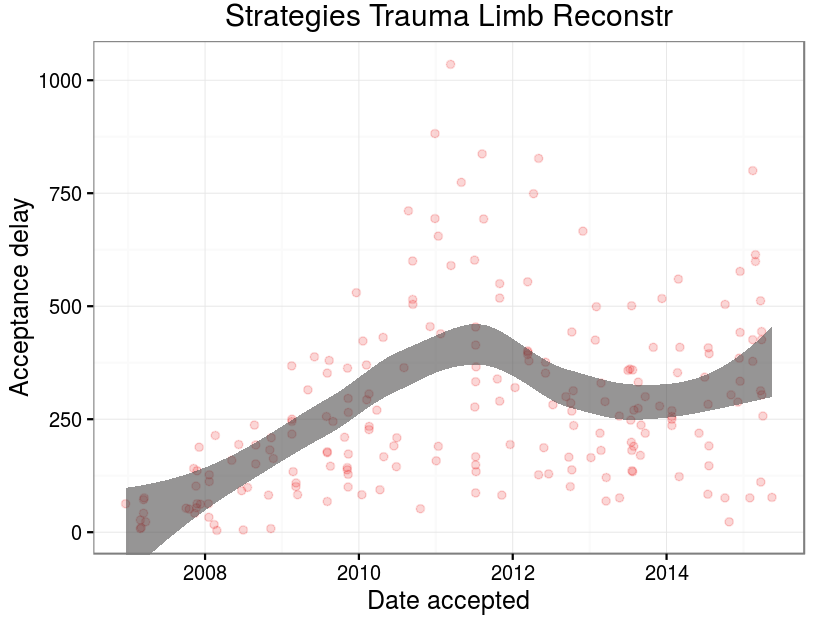 Strategies Trauma Limb Reconstr
Acceptance delay
1000
750
500
250
0
2008 2010 2012 2014
Date accepted